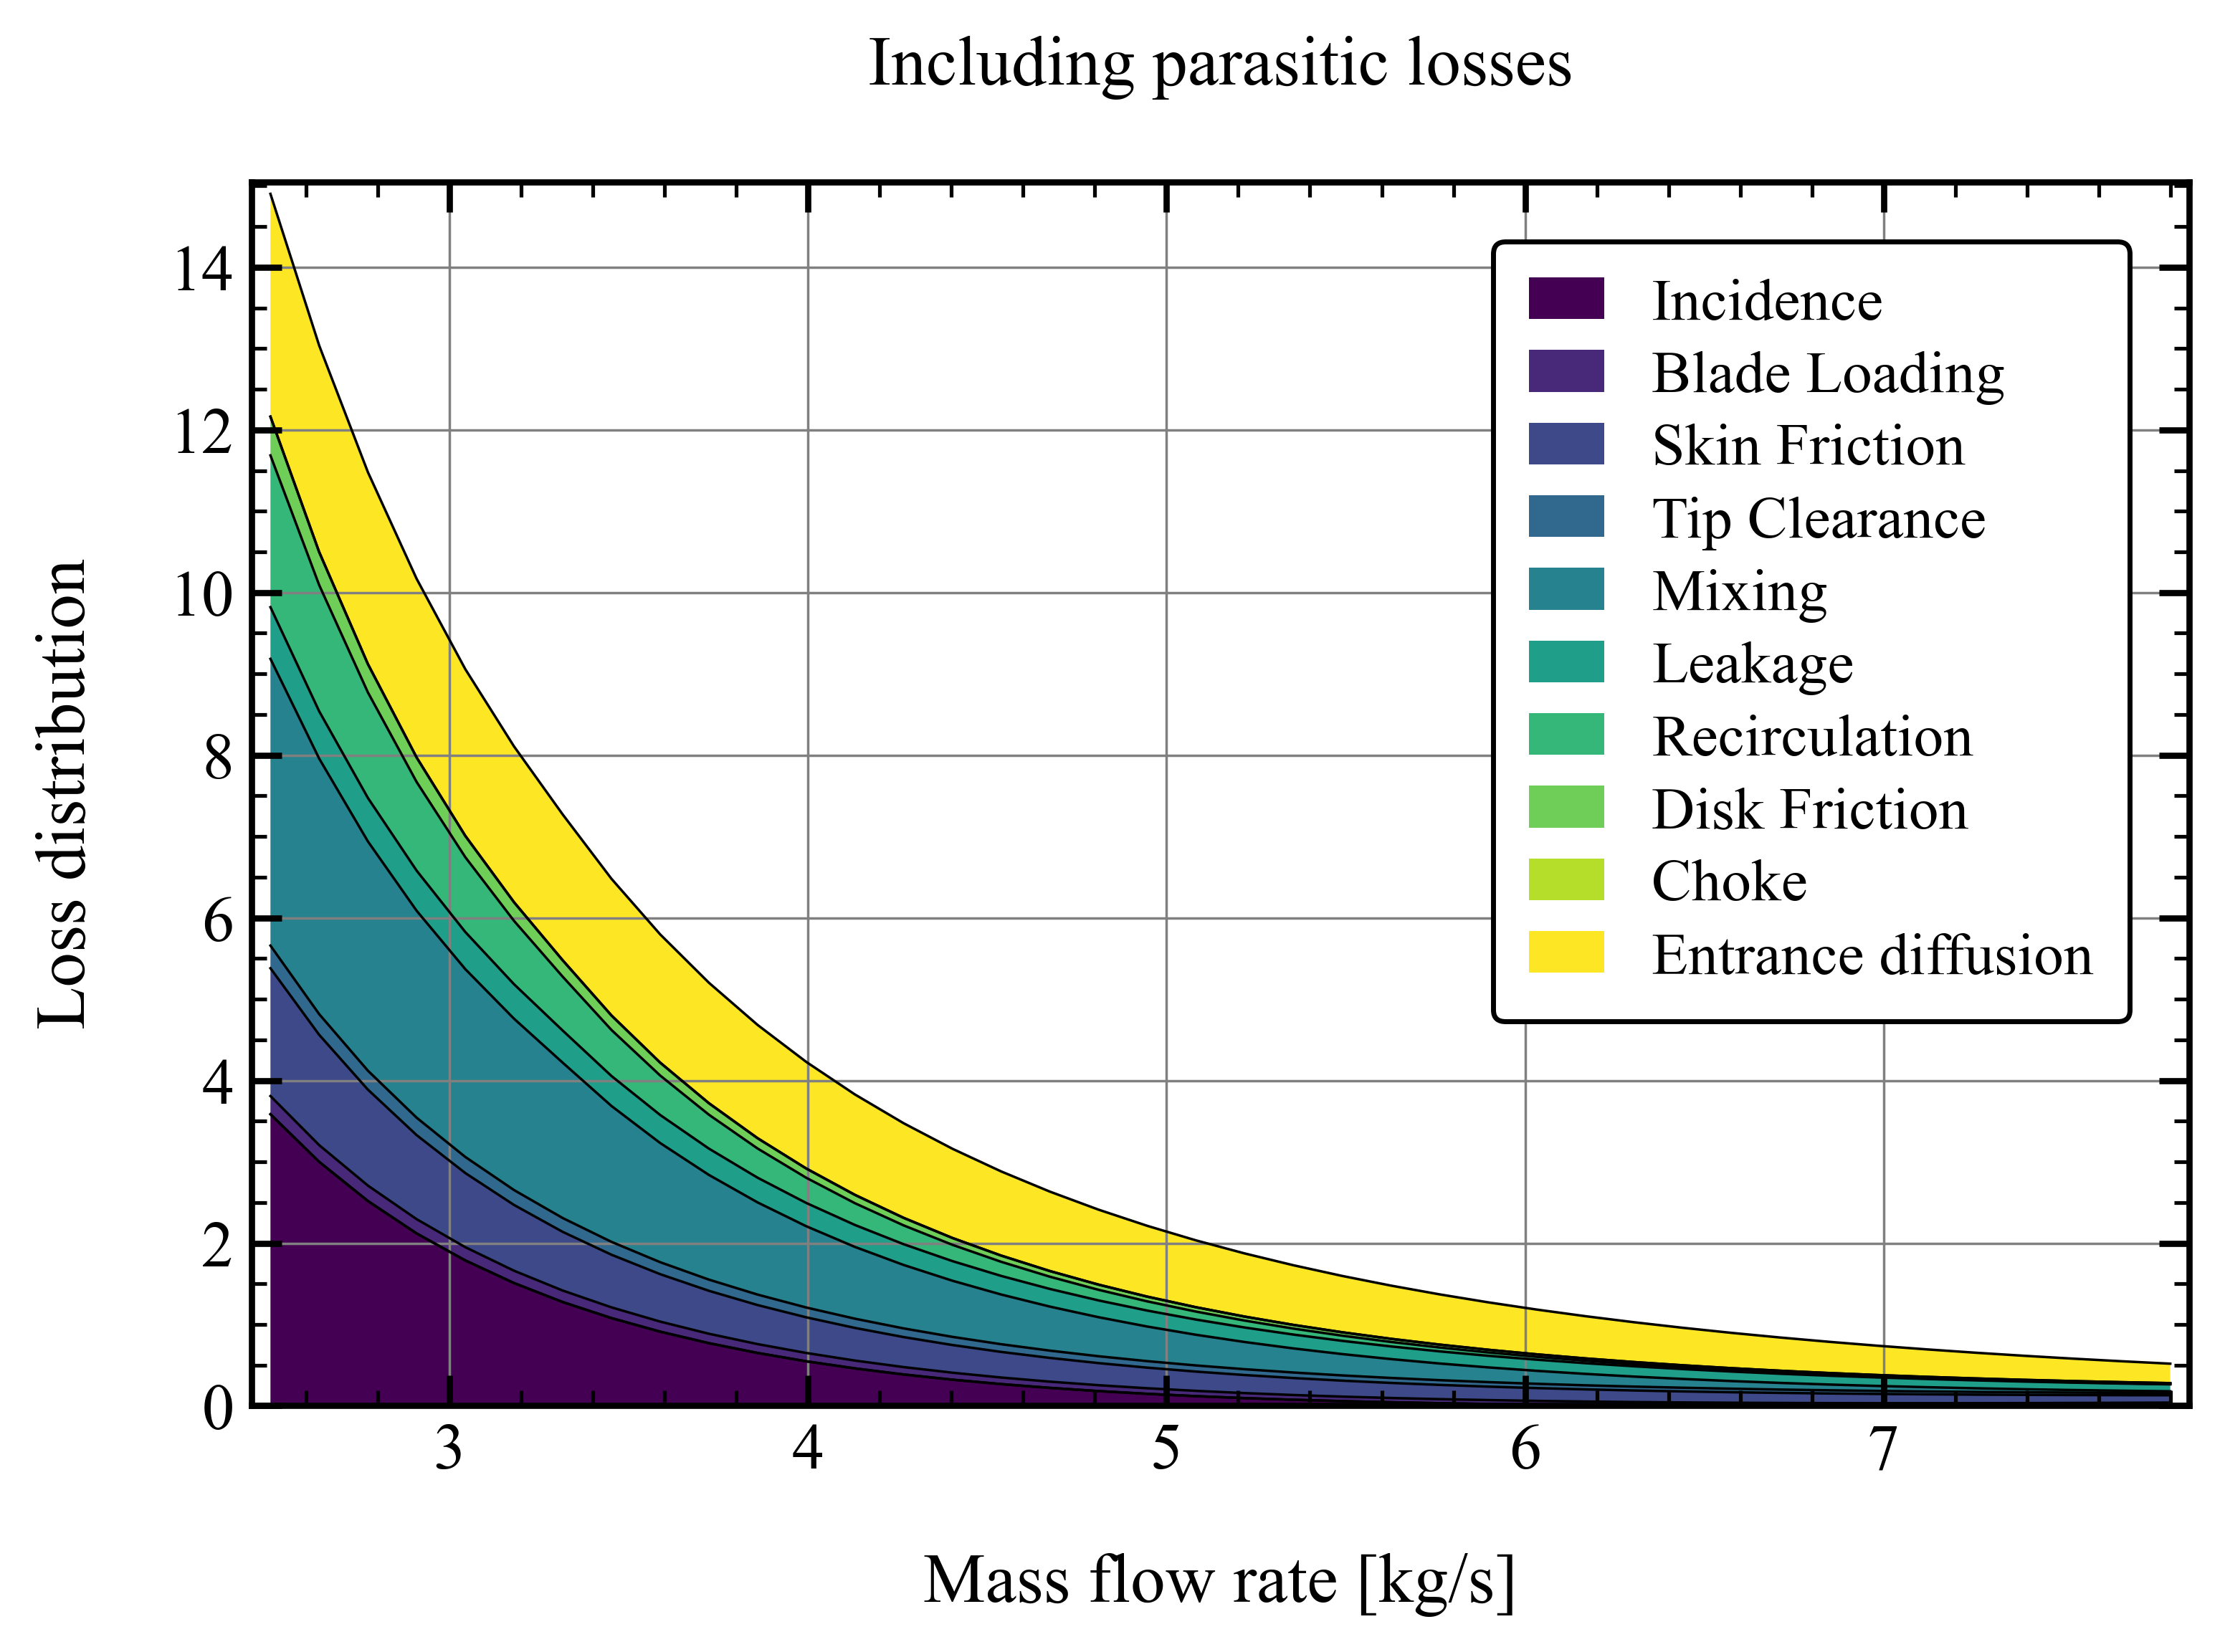 Including parasitic losses
14
12
10
8
6
4
2
0
Loss distribution
Incidence
Blade Loading
Skin Friction
Tip Clearance
Mixing
Leakage
Recirculation
Disk Friction
Choke
Entrance diffusion
3 4 5 6 7
Mass flow rate [kg/s]